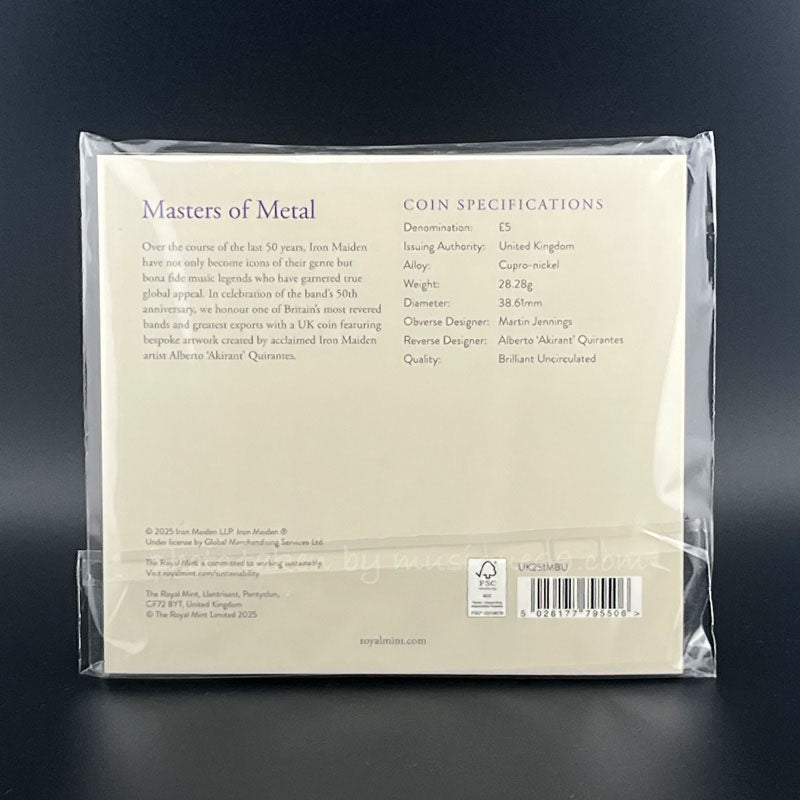 Masters of Metal
Over the course of the last 50 years, Iron Maiden
have not only become icons of their genre but
bona fide music legends who have garnered true
global appeal. In celebration of the band's 50th
anniversary, we honour one of Britain's most revered
bands and greatest exports with a UK coin featuring
bespoke artwork created by acclaimed Iron Maiden
artist Alberto 'Akirant' Quirantes.
COIN SPECIFICATIONS
Denomination: £5
Issuing Authority: United Kingdom
Alloy: Cupro-nickel
Weight: 28.28g
Diameter: 38.61mm
Obverse Designer: Martin Jennings
Reverse Designer: Alberto 'Akirant' Quirantes
Quality: Brilliant Uncirculated
© 2025 Iron Maiden LLP. Iron Maiden ®
Under license by Global Merchandising Services Ltd.
The Royal Mint is committed to working sustainably.
Visit royalmint.com/sustainability
The Royal Mint, Llantrisant, Pontyclun,
CF72 8YT, United Kingdom
© The Royal Mint Limited 2025
FSC
UK25IMBU
5 026177 795506 >
royalmint.com